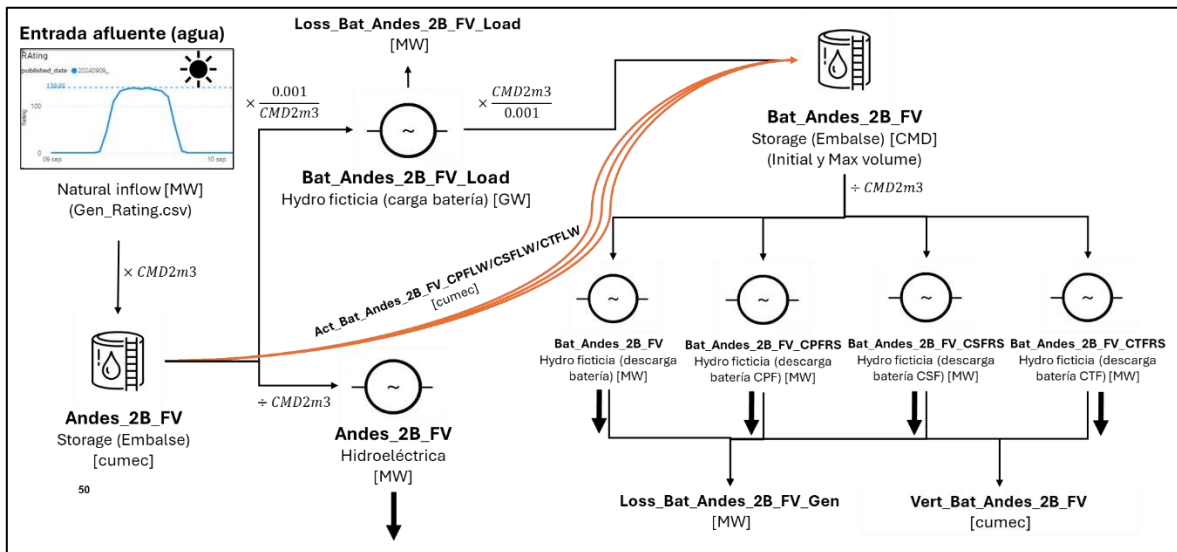 Entrada afluente (agua)
RAting
published_date 20240909_
Rating
100
0
09 sep
10 sep
Natural inflow [MW]
(Gen_Rating.csv)
× CMD2m3
Andes_2B_FV
Storage (Embalse)
[cumec]
50
Loss_Bat_Andes_2B_FV_Load
[MW]
× 0.001
CMD2m3
× CMD2m3
0.001
~
Bat_Andes_2B_FV_Load
Hydro ficticia (carga batería) [GW]
Act_Bat_Andes_2B_FV_CPFLW/CSFLW/CTFLW
[cumec]
÷ CMD2m3
~
Andes_2B_FV
Hidroeléctrica
[MW]
Bat_Andes_2B_FV
Storage (Embalse) [CMD]
(Initial y Max volume)
÷ CMD2m3
~
~
~
~
Bat_Andes_2B_FV
Hydro ficticia (descarga
batería) [MW]
Bat_Andes_2B_FV_CPFRS
Hydro ficticia (descarga
batería CPF) [MW]
Bat_Andes_2B_FV_CSFRS
Hydro ficticia (descarga
batería CSF) [MW]
Bat_Andes_2B_FV_CTFRS
Hydro ficticia (descarga
batería CTF) [MW]
Loss_Bat_Andes_2B_FV_Gen
[MW]
Vert_Bat_Andes_2B_FV
[cumec]